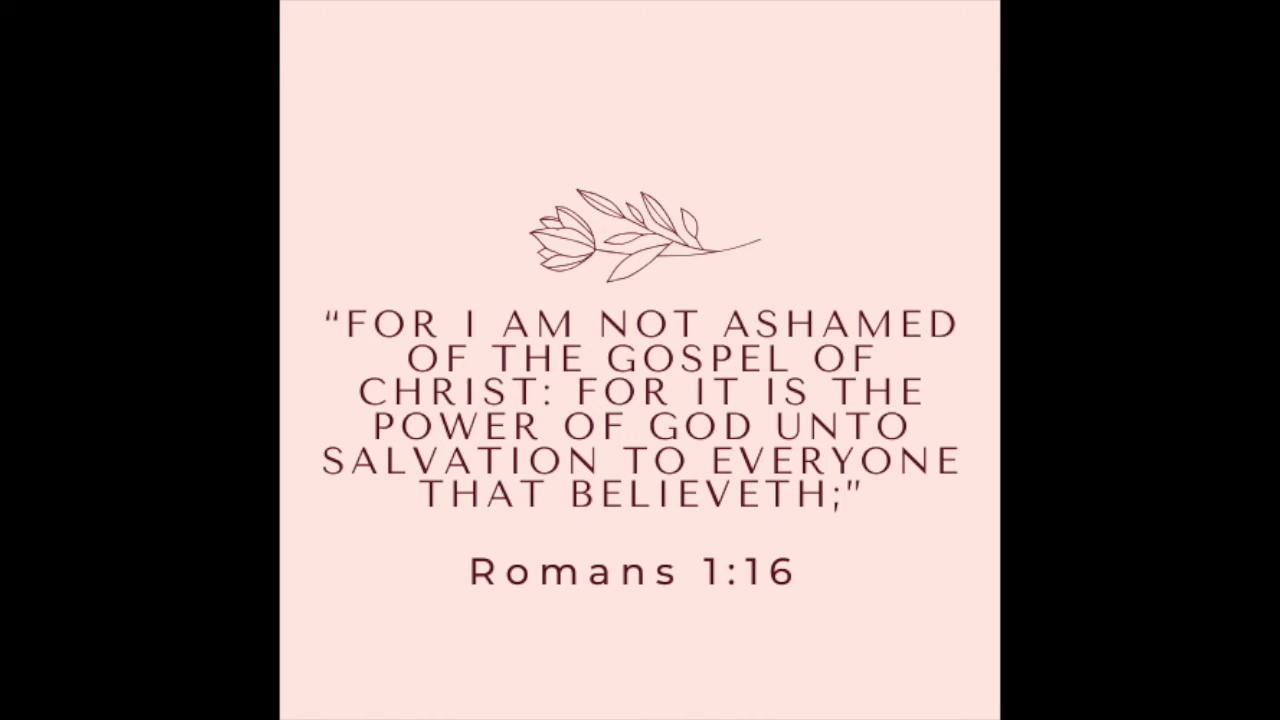 “FOR I AM NOT ASHAMED
OF THE GOSPEL OF
CHRIST: FOR IT IS THE
POWER OF GOD UNTO
SALVATION TO EVERYONE
THAT BELIEVETH;”
Romans 1:16